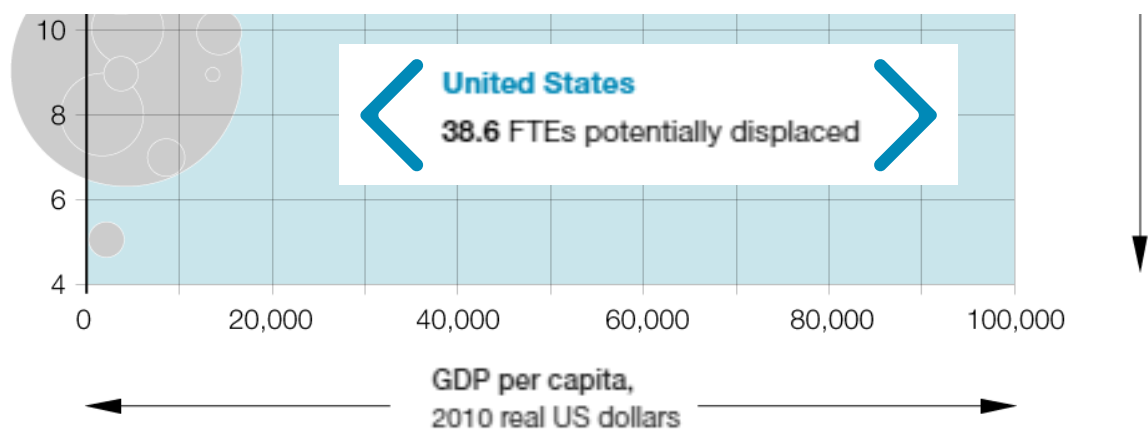 10
United States
38.6 FTEs potentially displaced
8
6
4
0 20,000 40,000 60,000 80,000 100,000
GDP per capita,
2010 real US dollars